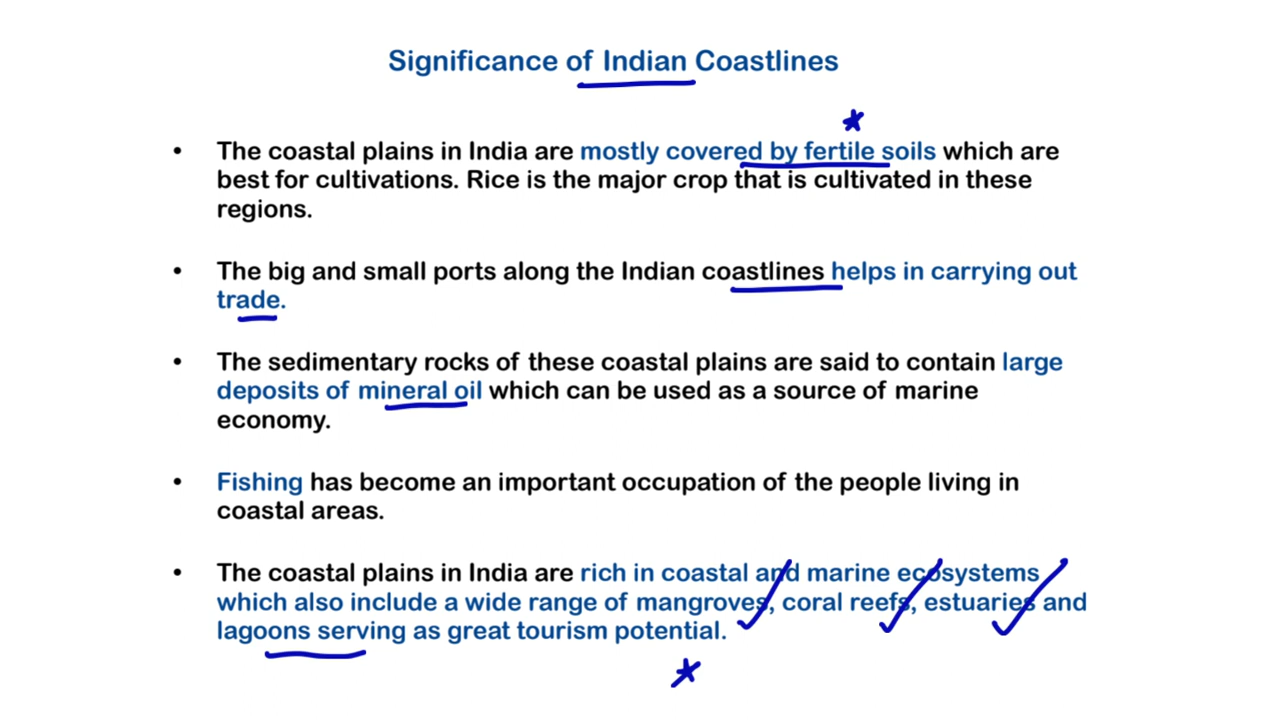 Significance of Indian Coastlines
• The coastal plains in India are mostly covered by fertile soils which are
best for cultivations. Rice is the major crop that is cultivated in these
regions.
• The big and small ports along the Indian coastlines helps in carrying out
trade.
• The sedimentary rocks of these coastal plains are said to contain large
deposits of mineral oil which can be used as a source of marine
economy.
• Fishing has become an important occupation of the people living in
coastal areas.
• The coastal plains in India are rich in coastal and marine ecosystems
which also include a wide range of mangroves, coral reefs, estuaries and
lagoons serving as great tourism potential.